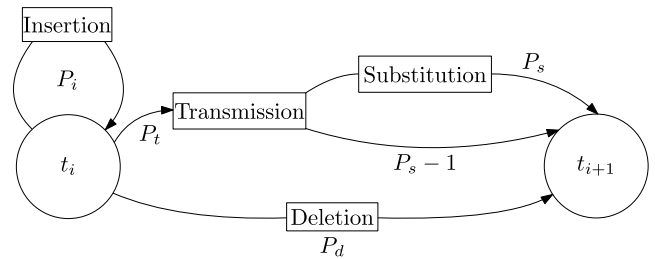 Insertion
P_i
Substitution
P_s
Transmission
P_t
P_s − 1
t_i
t_{i+1}
Deletion
P_d